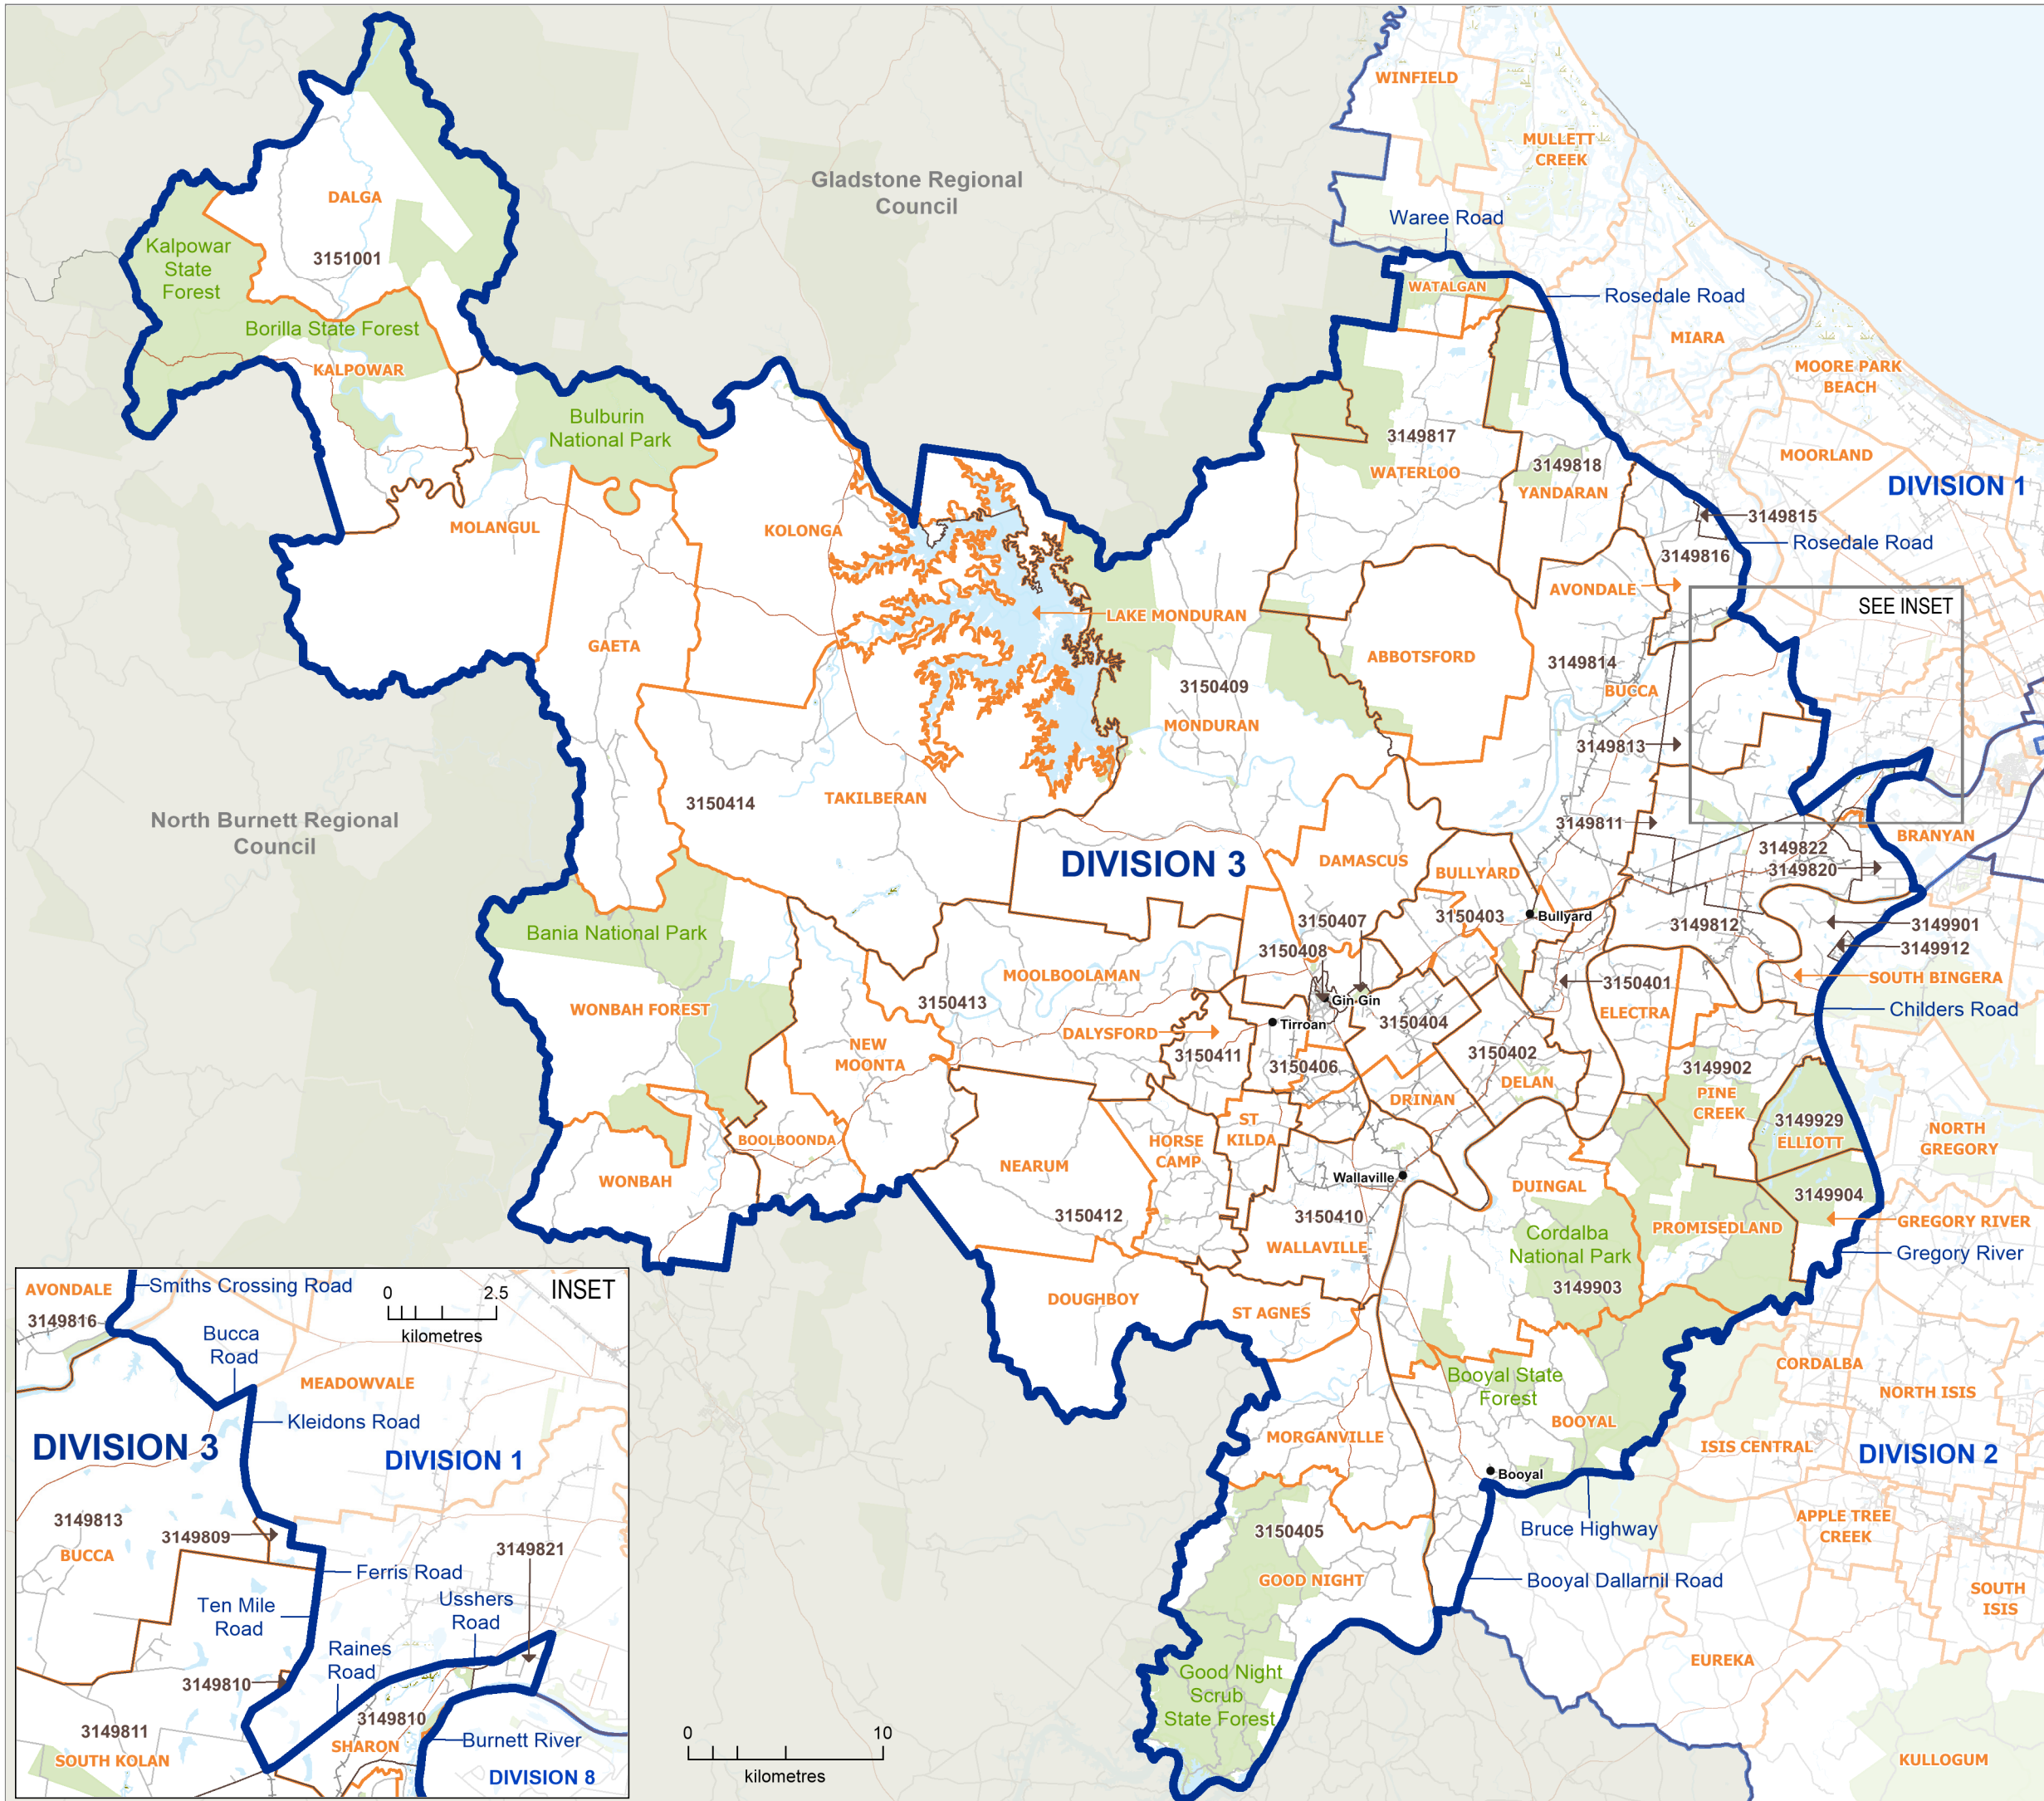 WINFIELD
MULLETT
CREEK
Gladstone Regional
Council
DALGA
Waree Road
Kalpowar
State
Forest
3151001
WATALGAN
Rosedale Road
Borilla State Forest
KALPOWAR
MIARA
MOORE PARK
BEACH
Bulburin
National Park
3149817
WATERLOO
3149818
YANDARAN
MOORLAND
DIVISION 1
MOLANGUL
KOLONGA
3149815
Rosedale Road
3149816
AVONDALE
SEE INSET
LAKE MONDURAN
GAETA
ABBOTSFORD
3149814
BUCCA
3150409
MONDURAN
3149813
3150414
TAKILBERAN
North Burnett Regional
Council
3149811
BRANYAN
DIVISION 3
DAMASCUS
BULLYARD
3149822
3149820
3150407
3150403
Bullyard
3149812
3149901
3149912
Bania National Park
3150408
MOOLBOOLAMAN
SOUTH BINGERA
3150401
WONBAH FOREST
3150413
Gin Gin
ELECTRA
Childers Road
Tirroan
3150404
DALYSFORD
NEW
MOONTA
3150411
3150406
3150402
DELAN
3149902
PINE
CREEK
DRINAN
ST
KILDA
3149929
ELLIOTT
NORTH
GREGORY
BOOLBOONDA
HORSE
CAMP
NEARUM
WONBAH
Wallaville
DUINGAL
3149904
3150412
3150410
WALLAVILLE
Cordalba
National Park
PROMISEDLAND
GREGORY RIVER
Gregory River
3149903
DOUGHBOY
ST AGNES
CORDALBA
Booyal State
Forest
NORTH ISIS
MORGANVILLE
BOOYAL
ISIS CENTRAL
DIVISION 2
Booyal
3150405
Bruce Highway
APPLE TREE
CREEK
GOOD NIGHT
Booyal Dallarnil Road
SOUTH
ISIS
EUREKA
Good Night
Scrub
State Forest
KULLOGUM
0 10
kilometres
AVONDALE
Smiths Crossing Road
0 2.5
kilometres
INSET
3149816
Bucca
Road
MEADOWVALE
Kleidons Road
DIVISION 3
DIVISION 1
3149813
3149809
BUCCA
3149821
Ferris Road
Ten Mile
Road
Usshers
Road
Raines
Road
3149810
3149810
3149811
SOUTH KOLAN
SHARON
Burnett River
DIVISION 8